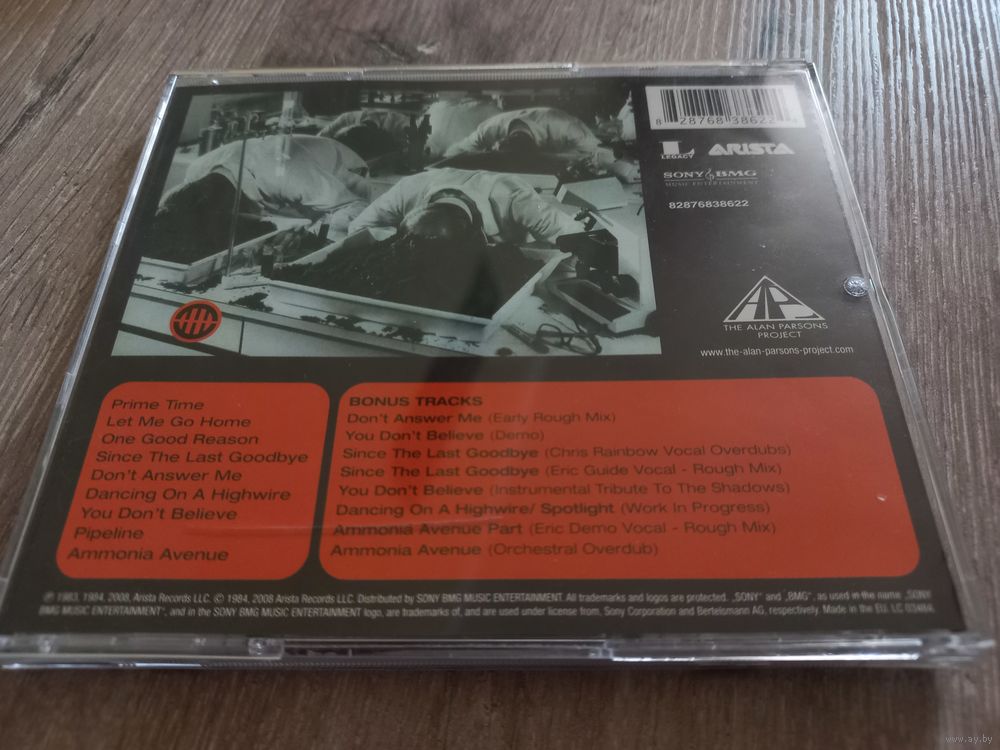 8 28768 38622 4
LEGACY ARISTA
SONY BMG
MUSIC ENTERTAINMENT
82876838622
THE ALAN PARSONS
PROJECT
www.the-alan-parsons-project.com
Prime Time
Let Me Go Home
One Good Reason
Since The Last Goodbye
Don't Answer Me
Dancing On A Highwire
You Don't Believe
Pipeline
Ammonia Avenue
BONUS TRACKS
Don't Answer Me (Early Rough Mix)
You Don't Believe (Demo)
Since The Last Goodbye (Chris Rainbow Vocal Overdubs)
Since The Last Goodbye (Eric Guide Vocal - Rough Mix)
You Don't Believe (Instrumental Tribute To The Shadows)
Dancing On A Highwire/ Spotlight (Work In Progress)
Ammonia Avenue Part (Eric Demo Vocal - Rough Mix)
Ammonia Avenue (Orchestral Overdub)
℗ 1983, 1984, 2008, Arista Records LLC. © 1984, 2008 Arista Records LLC. Distributed by SONY BMG MUSIC ENTERTAINMENT. All trademarks and logos are protected. „SONY" and „BMG", as used in the name „SONY
BMG MUSIC ENTERTAINMENT", and in the SONY BMG MUSIC ENTERTAINMENT logo, are trademarks of, and are used under license from, Sony Corporation and Bertelsmann AG, respectively. Made in the EU. LC
www.ay.by